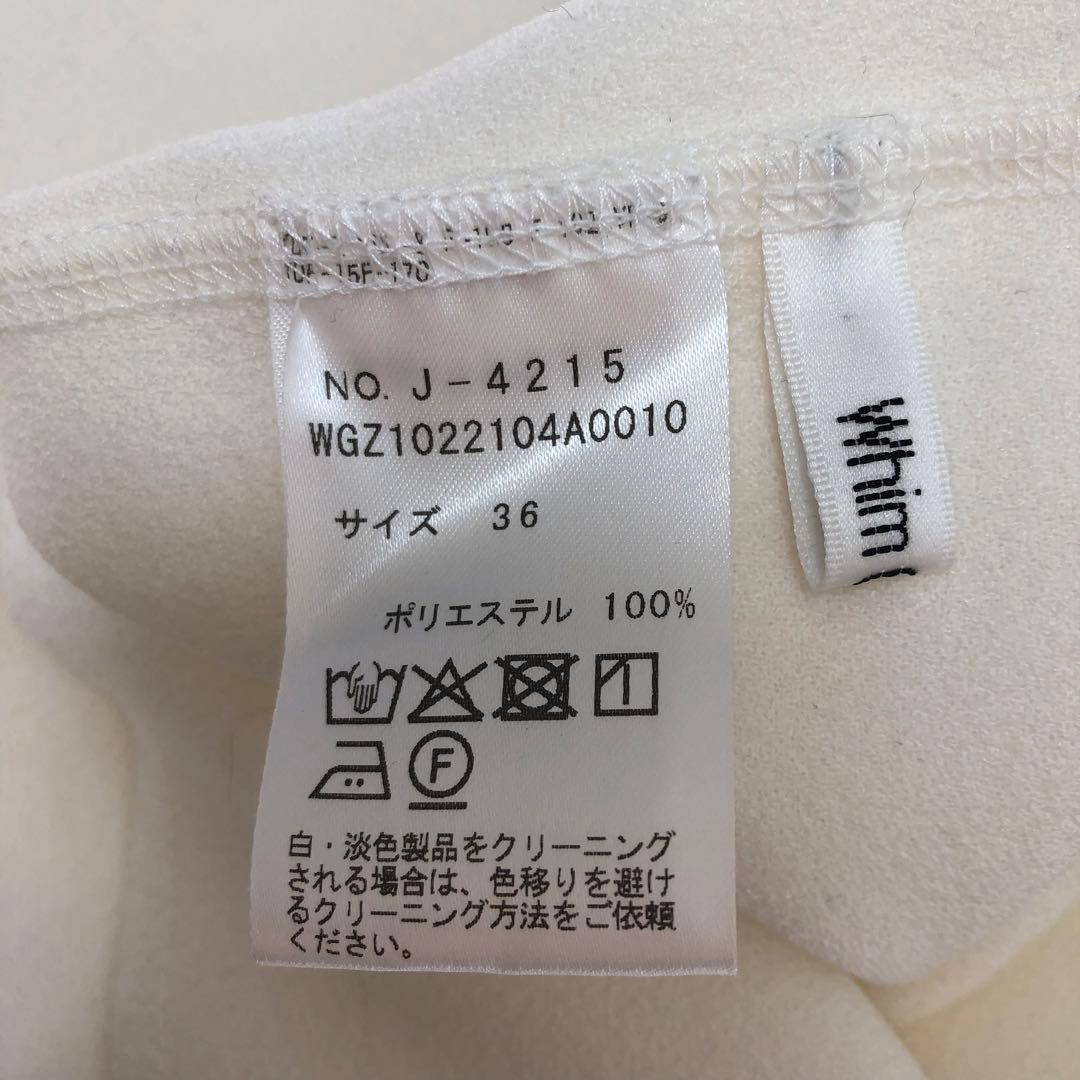 NO. J-4215
WGZ1022104A0010
サイズ 36
ポリエステル 100%
F
白・淡色製品をクリーニング
される場合は、色移りを避け
るクリーニング方法をご依頼
ください。
Whim